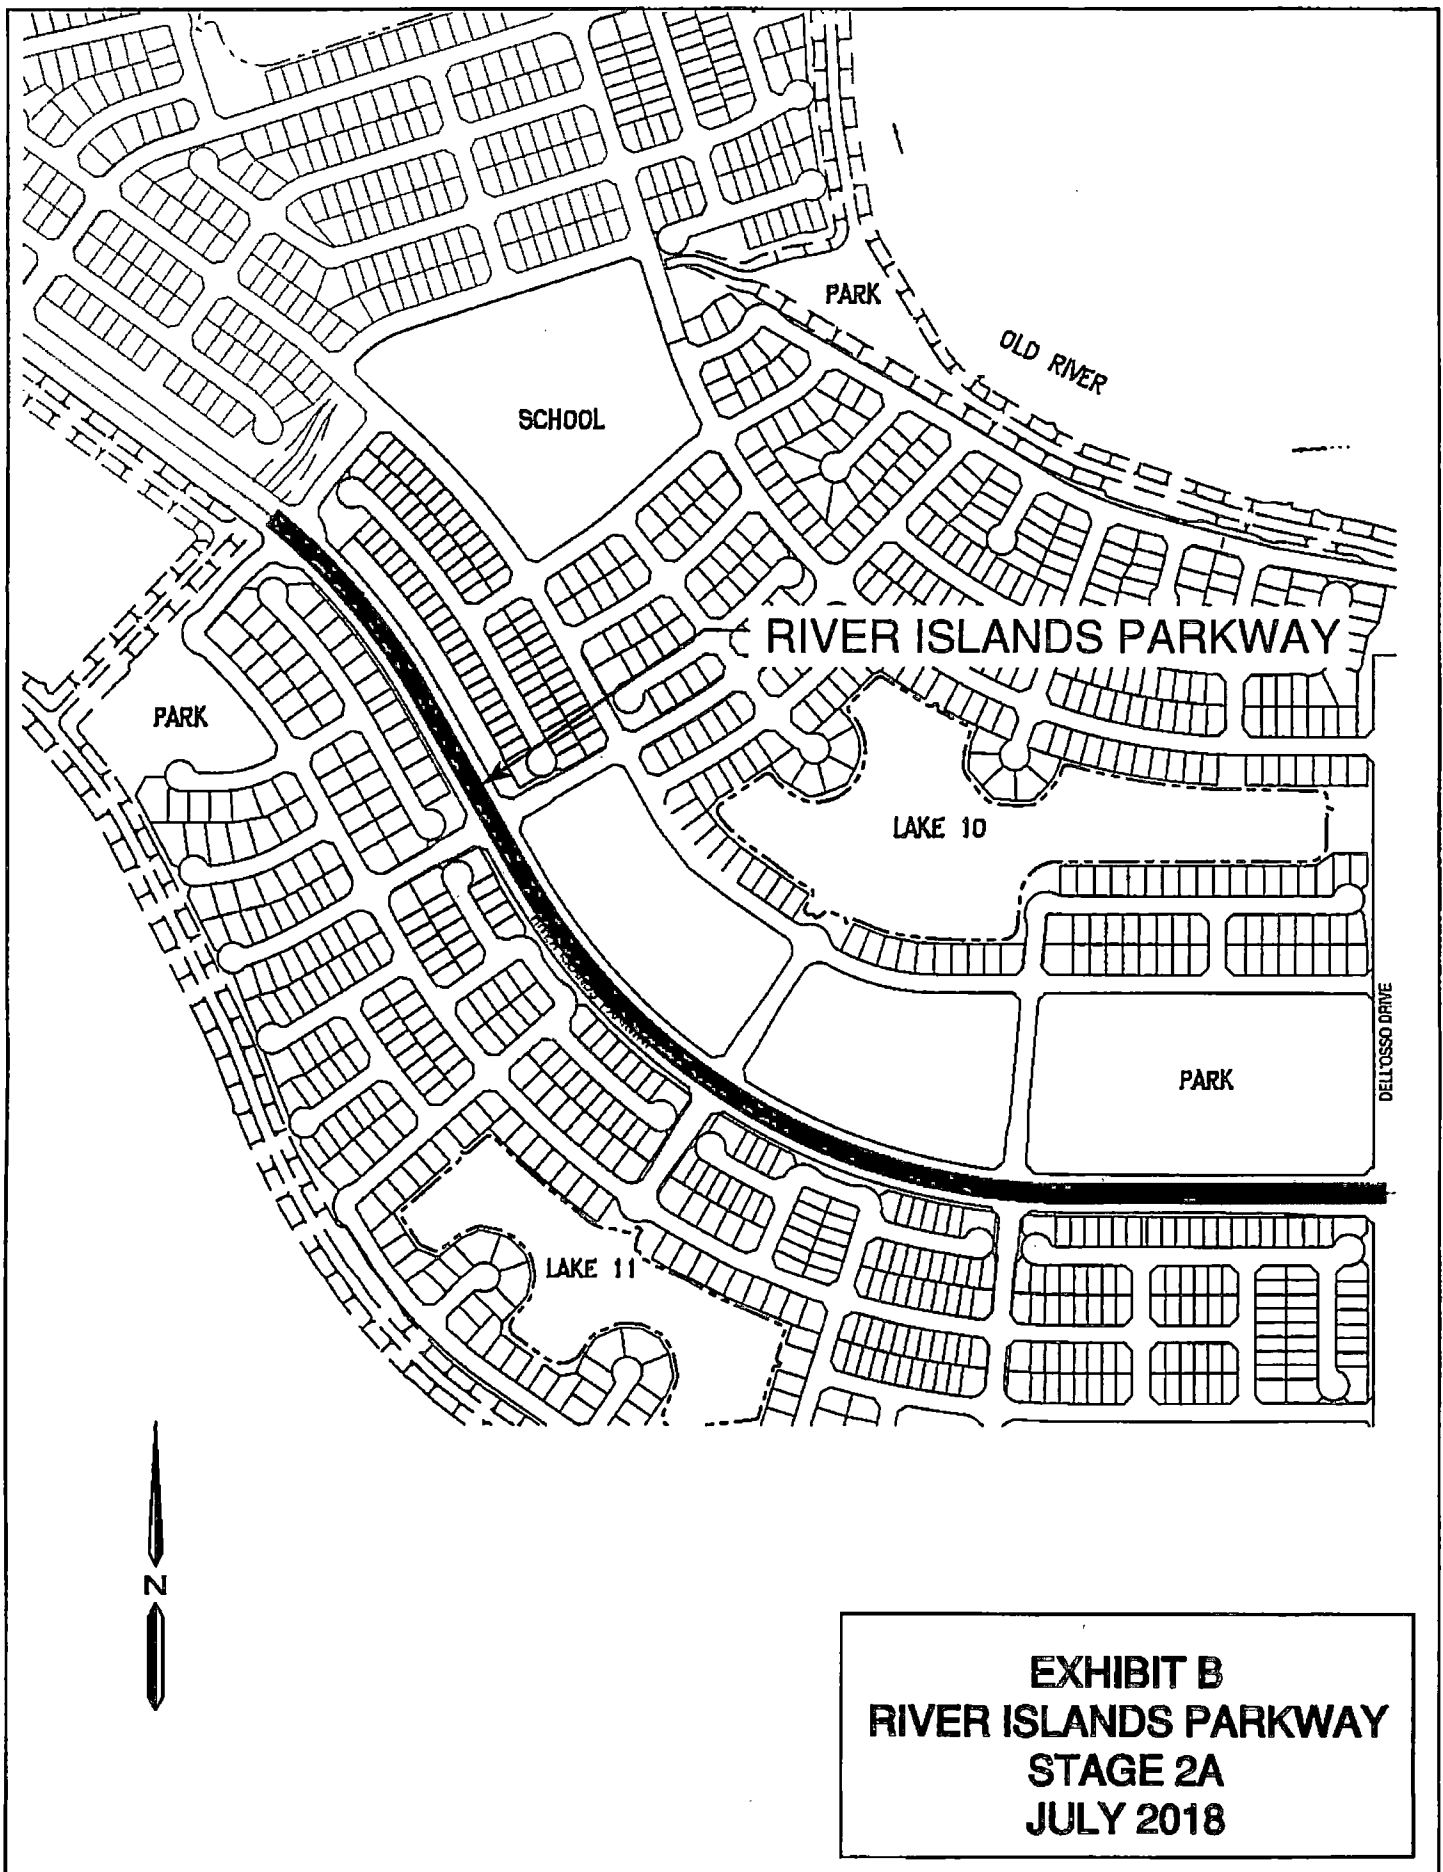 PARK
OLD RIVER
SCHOOL
RIVER ISLANDS PARKWAY
PARK
LAKE 10
DELL'OSSO DRIVE
PARK
LAKE 11
N
EXHIBIT B
RIVER ISLANDS PARKWAY
STAGE 2A
JULY 2018